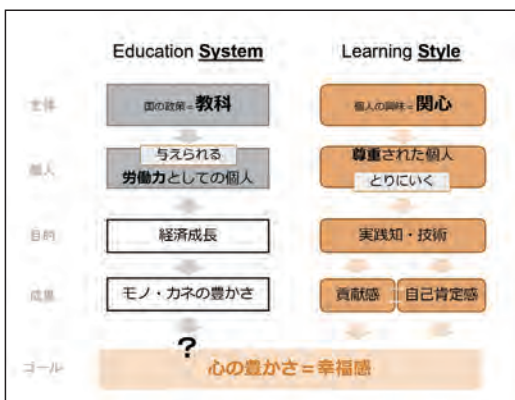 Education System
Learning Style
主体
国の政策=教科
個人の興味=関心
個人
与えられる
労働力としての個人
尊重された個人
とりにいく
目的
経済成長
実践知・技術
成果
モノ・カネの豊かさ
貢献感
自己肯定感
?
ゴール
心の豊かさ=幸福感